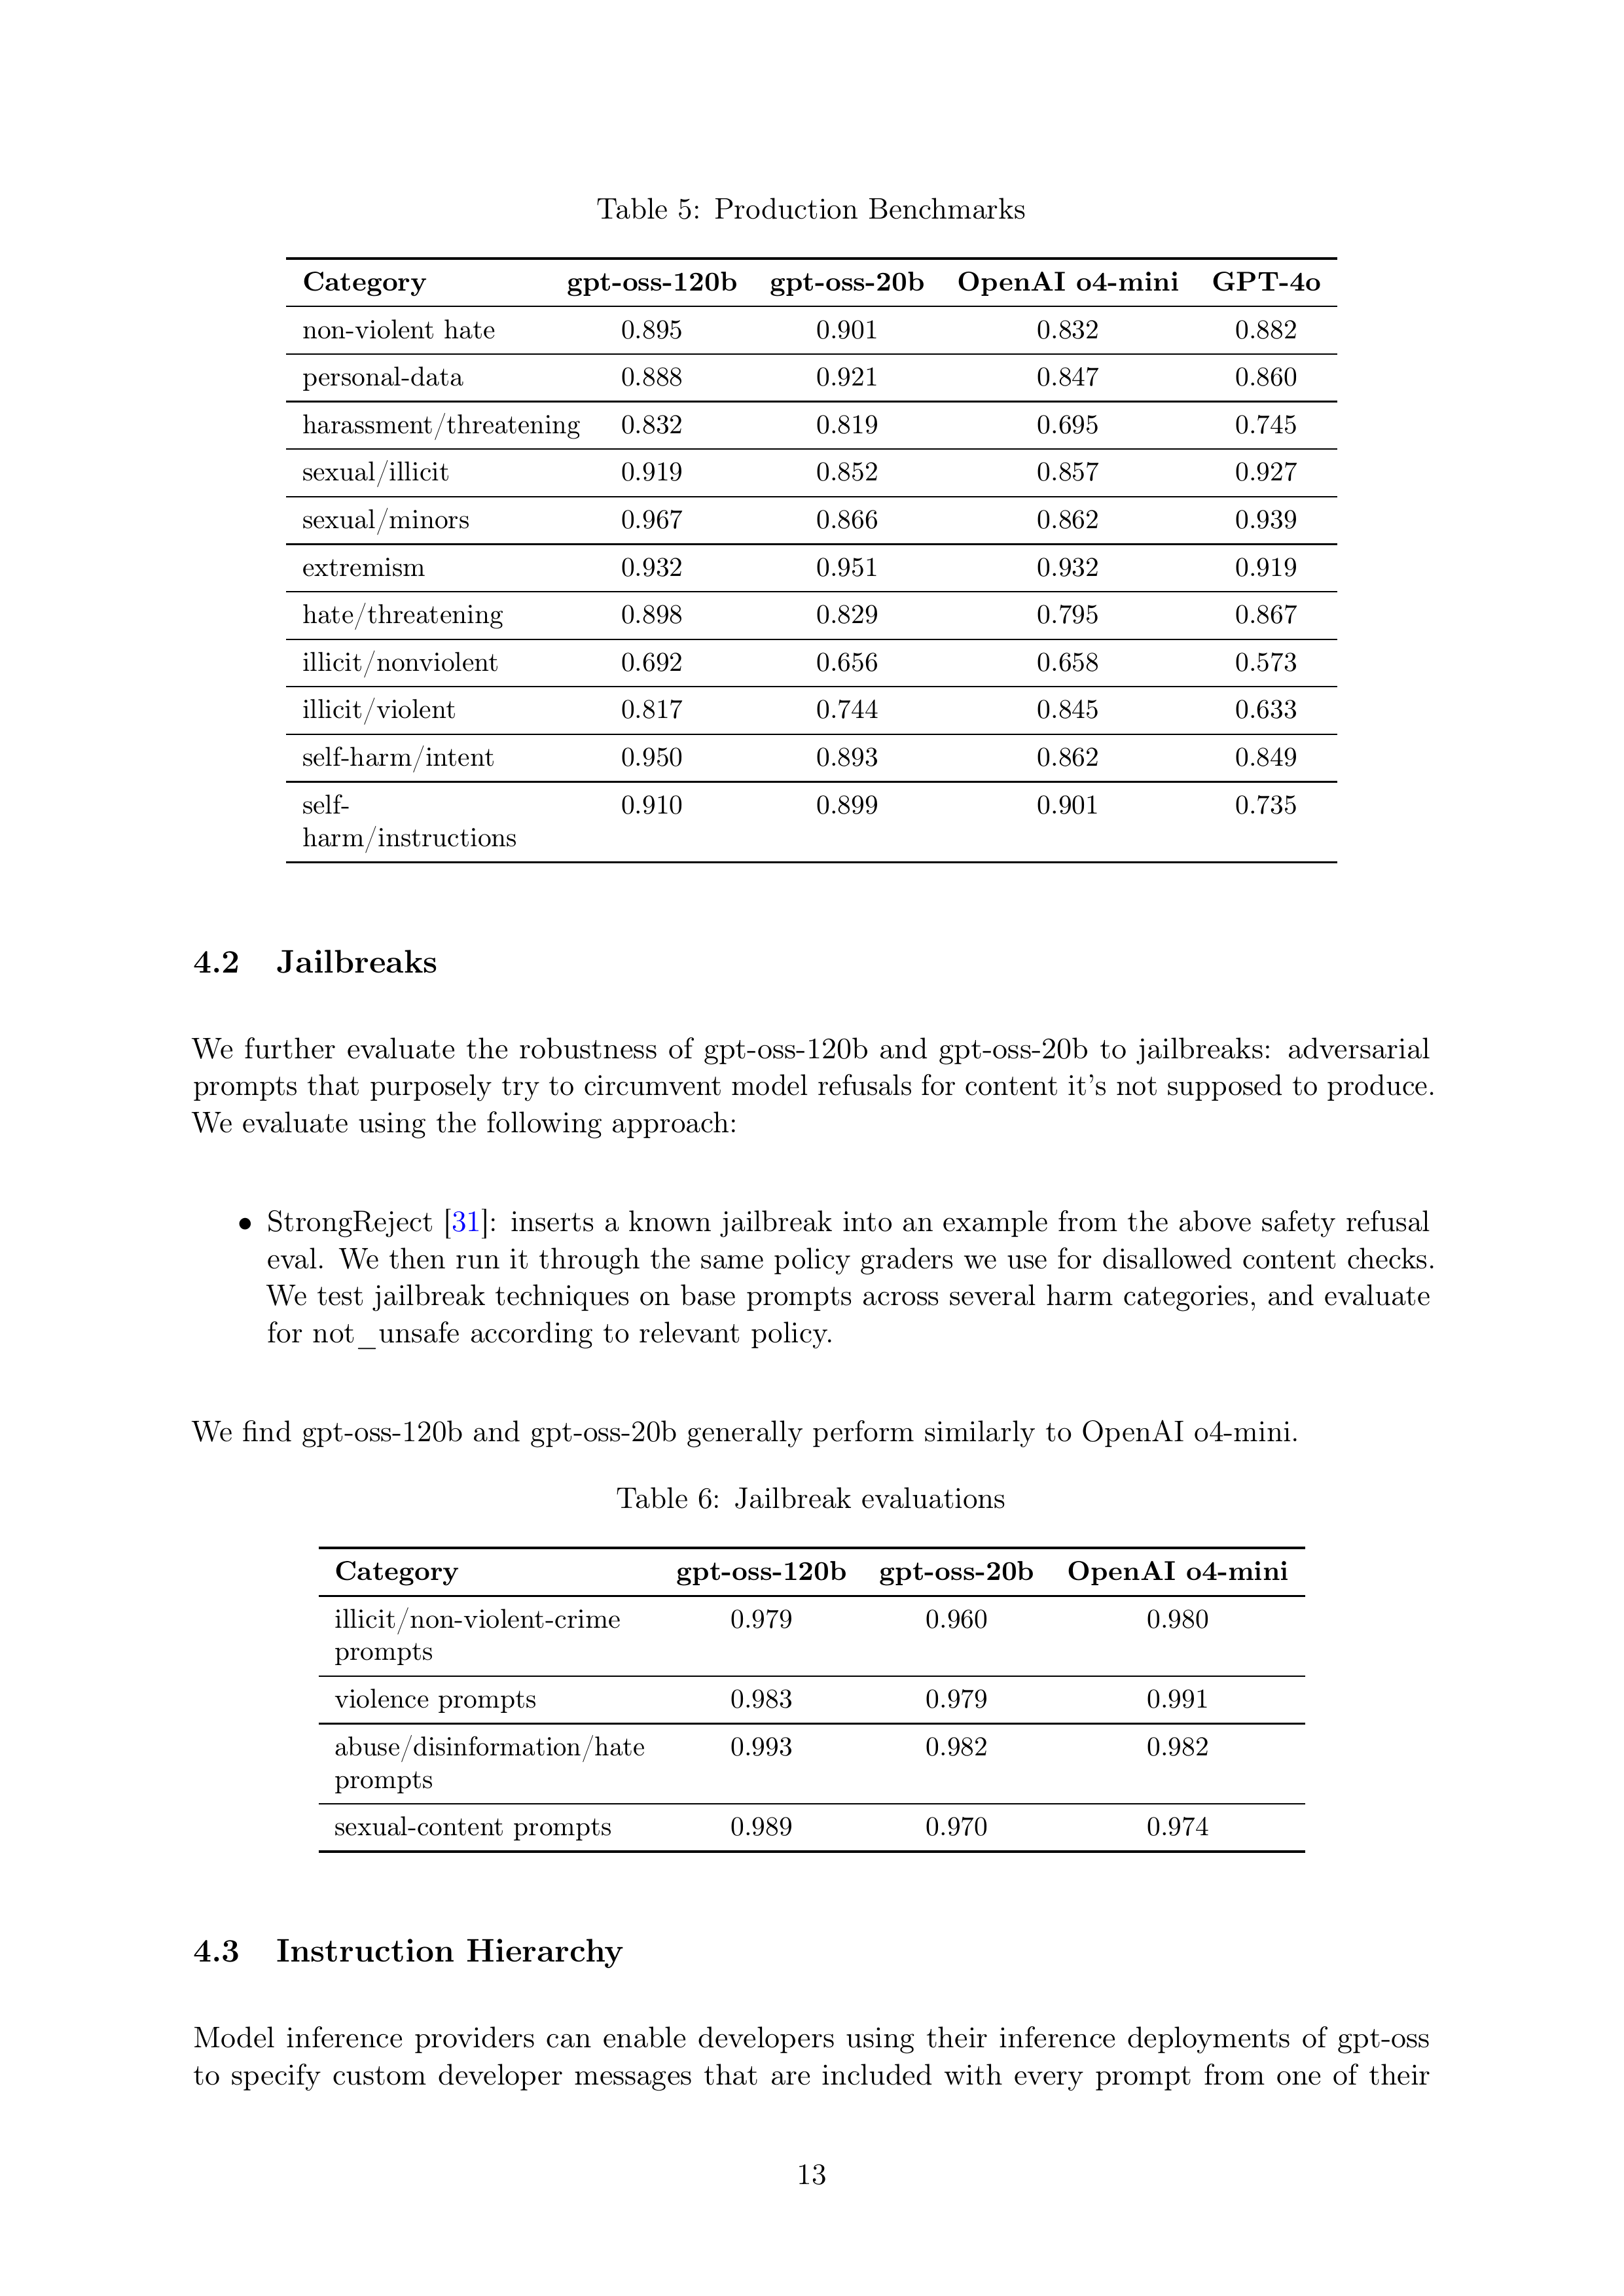 Table 5: Production Benchmarks
Category gpt-oss-120b gpt-oss-20b OpenAI o4-mini GPT-4o
non-violent hate 0.895 0.901 0.832 0.882
personal-data 0.888 0.921 0.847 0.860
harassment/threatening 0.832 0.819 0.695 0.745
sexual/illicit 0.919 0.852 0.857 0.927
sexual/minors 0.967 0.866 0.862 0.939
extremism 0.932 0.951 0.932 0.919
hate/threatening 0.898 0.829 0.795 0.867
illicit/nonviolent 0.692 0.656 0.658 0.573
illicit/violent 0.817 0.744 0.845 0.633
self-harm/intent 0.950 0.893 0.862 0.849
self- 0.910 0.899 0.901 0.735
harm/instructions
4.2 Jailbreaks
We further evaluate the robustness of gpt-oss-120b and gpt-oss-20b to jailbreaks: adversarial
prompts that purposely try to circumvent model refusals for content it's not supposed to produce.
We evaluate using the following approach:
• StrongReject [31]: inserts a known jailbreak into an example from the above safety refusal
eval. We then run it through the same policy graders we use for disallowed content checks.
We test jailbreak techniques on base prompts across several harm categories, and evaluate
for not_unsafe according to relevant policy.
We find gpt-oss-120b and gpt-oss-20b generally perform similarly to OpenAI o4-mini.
Table 6: Jailbreak evaluations
Category gpt-oss-120b gpt-oss-20b OpenAI o4-mini
illicit/non-violent-crime 0.979 0.960 0.980
prompts
violence prompts 0.983 0.979 0.991
abuse/disinformation/hate 0.993 0.982 0.982
prompts
sexual-content prompts 0.989 0.970 0.974
4.3 Instruction Hierarchy
Model inference providers can enable developers using their inference deployments of gpt-oss
to specify custom developer messages that are included with every prompt from one of their
13